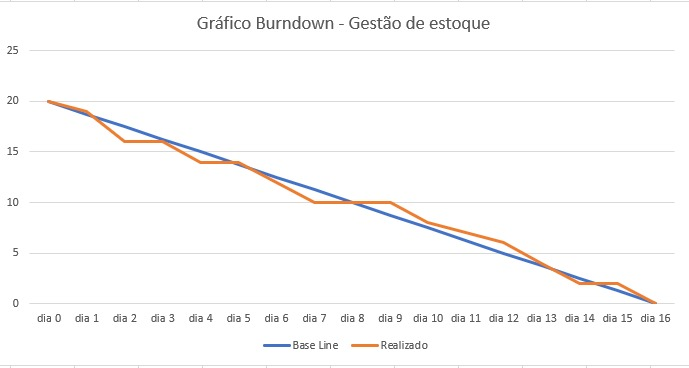 Gráfico Burndown - Gestão de estoque
25
20
15
10
5
0
dia 0 dia 1 dia 2 dia 3 dia 4 dia 5 dia 6 dia 7 dia 8 dia 9 dia 10 dia 11 dia 12 dia 13 dia 14 dia 15 dia 16
Base Line Realizado